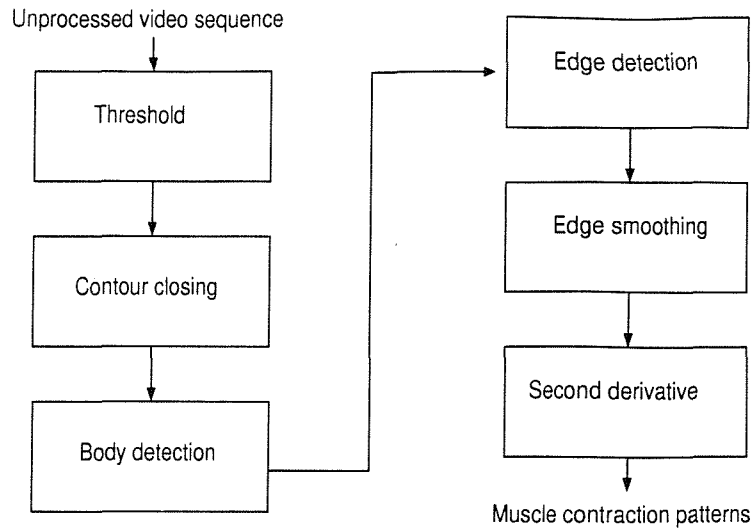 Unprocessed video sequence
Threshold
Contour closing
Body detection
Edge detection
Edge smoothing
Second derivative
Muscle contraction patterns